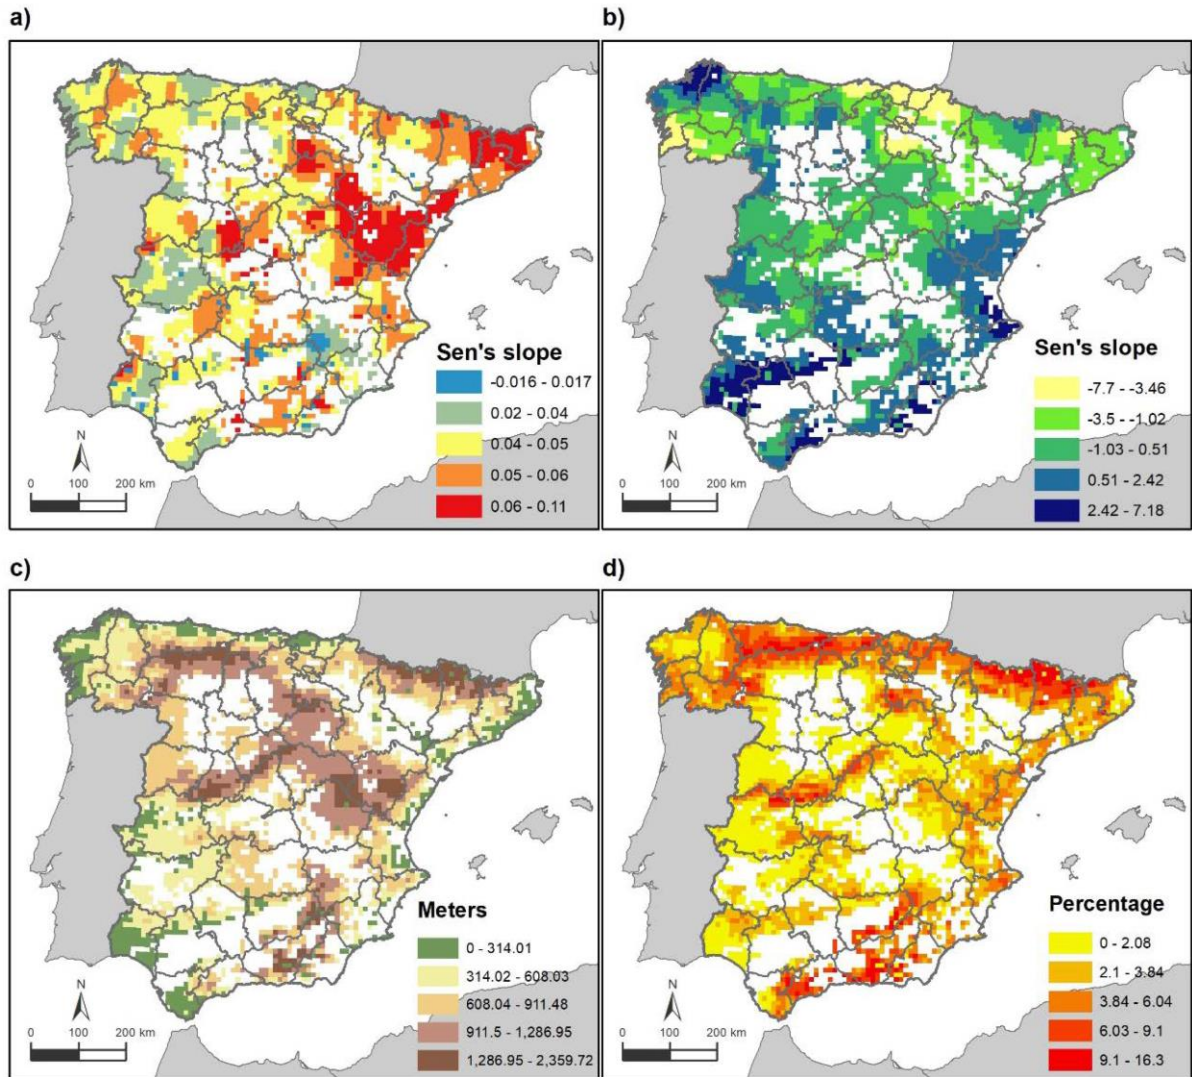 a)
Sen's slope
-0.016 - 0.017
0.02 - 0.04
0.04 - 0.05
0.05 - 0.06
0.06 - 0.11
N
0 100 200 km
b)
Sen's slope
-7.7 - -3.46
-3.5 - -1.02
-1.03 - 0.51
0.51 - 2.42
2.42 - 7.18
N
0 100 200 km
c)
Meters
0 - 314.01
314.02 - 608.03
608.04 - 911.48
911.5 - 1,286.95
1,286.95 - 2,359.72
N
0 100 200 km
d)
Percentage
0 - 2.08
2.1 - 3.84
3.84 - 6.04
6.03 - 9.1
9.1 - 16.3
N
0 100 200 km